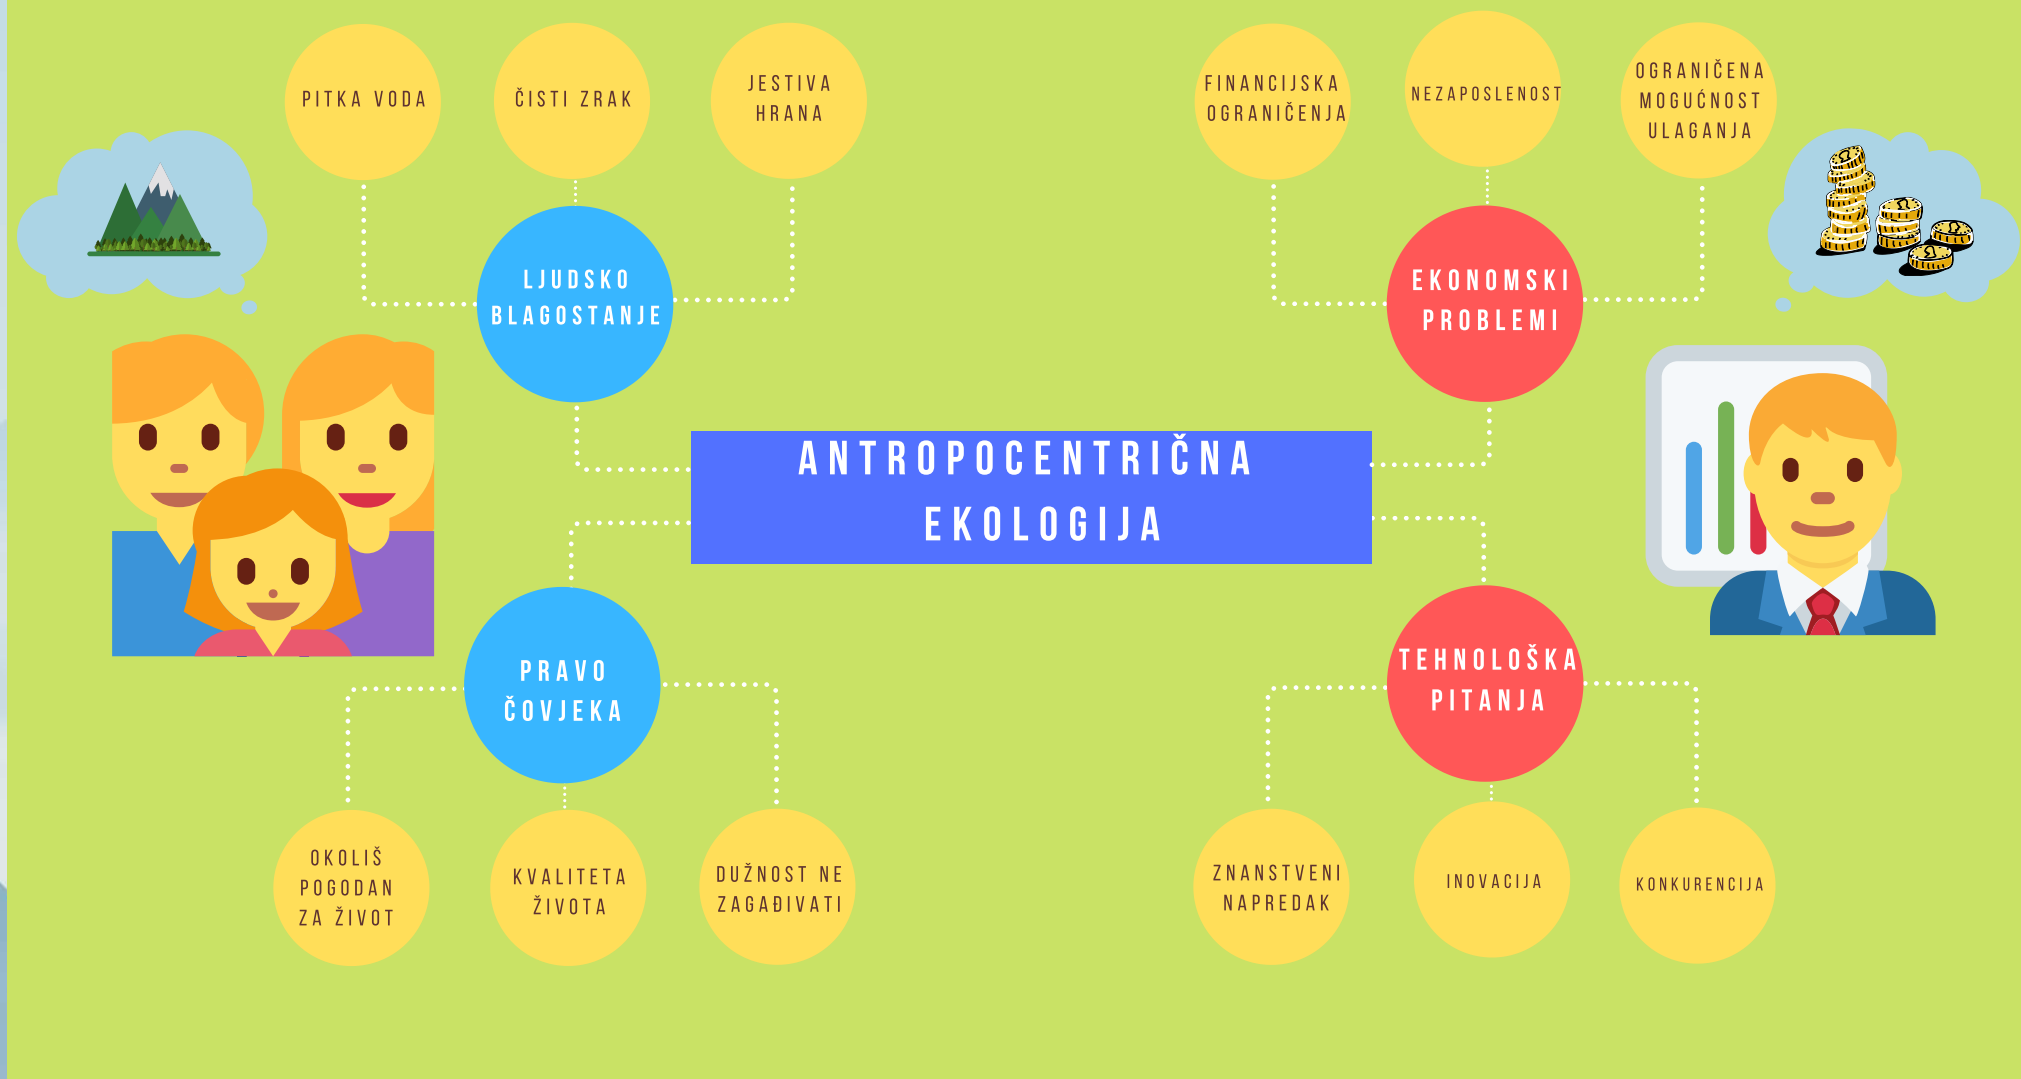 PITKA VODA
ČISTI ZRAK
JESTIVA
HRANA
FINANCIJSKA
OGRANIČENJA
NEZAPOSLENOST
OGRANIČENA
MOGUĆNOST
ULAGANJA
LJUDSKO
BLAGOSTANJE
EKONOMSKI
PROBLEMI
ANTROPOCENTRIČNA
EKOLOGIJA
PRAVO
ČOVJEKA
TEHNOLOŠKA
PITANJA
OKOLIŠ
POGODAN
ZA ŽIVOT
KVALITETA
ŽIVOTA
DUŽNOST NE
ZAGAĐIVATI
ZNANSTVENI
NAPREDAK
INOVACIJA
KONKURENCIJA